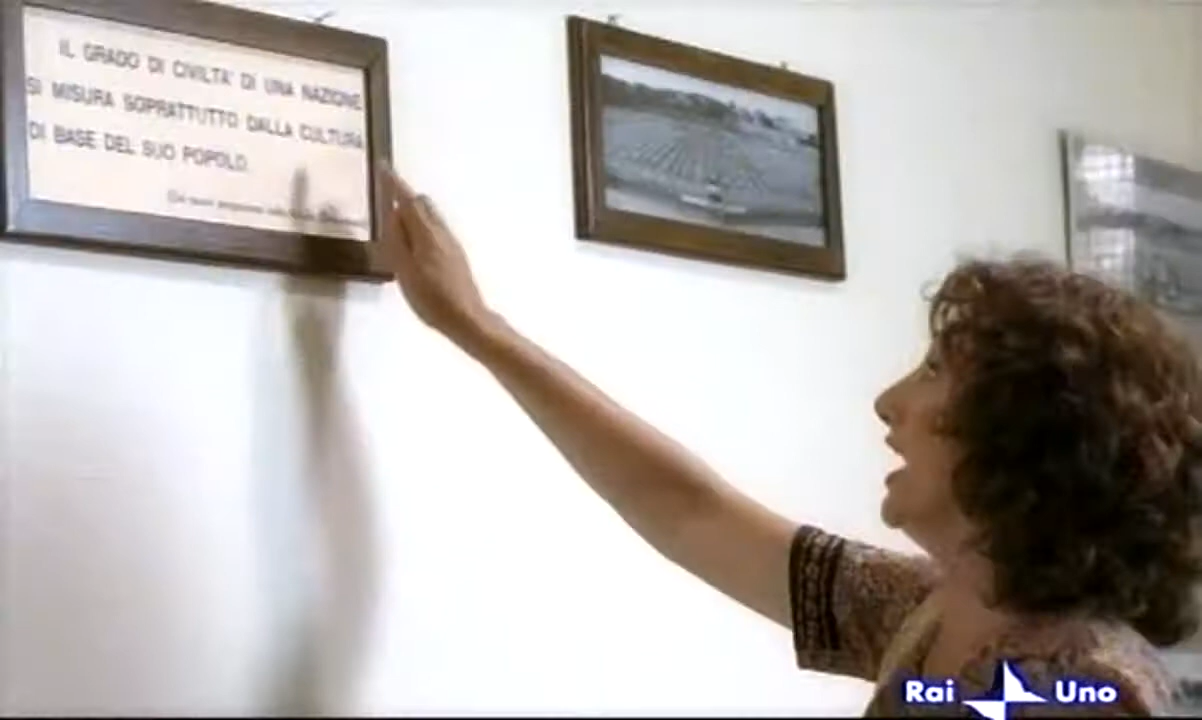 IL GRADO DI CIVILTA' DI UNA NAZIONE
SI MISURA SOPRATTUTTO DALLA CULTURA
DI BASE DEL SUO POPOLO.
Rai Uno